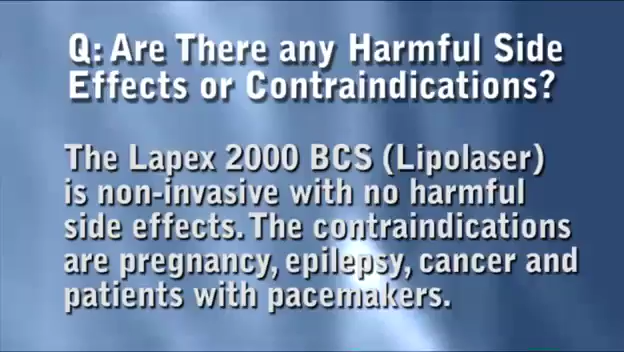 Q: Are There any Harmful Side
Effects or Contraindications?
The Lapex 2000 BCS (Lipolaser)
is non-invasive with no harmful
side effects. The contraindications
are pregnancy, epilepsy, cancer and
patients with pacemakers.